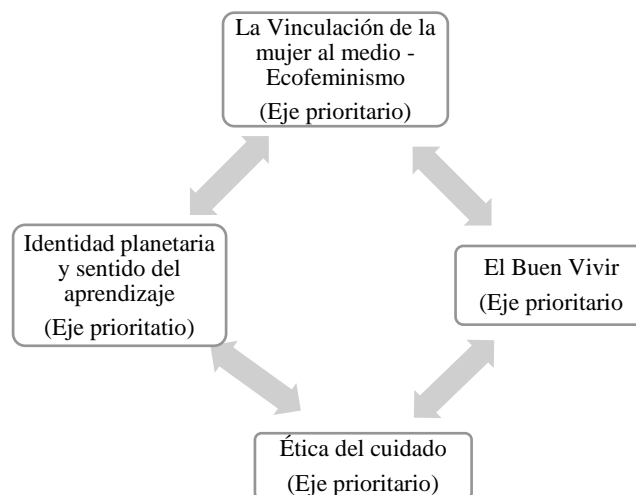 La Vinculación de la
mujer al medio -
Ecofeminismo
(Eje prioritario)
Identidad planetaria
y sentido del
aprendizaje
(Eje prioritatio)
El Buen Vivir
(Eje prioritario
Ética del cuidado
(Eje prioritario)